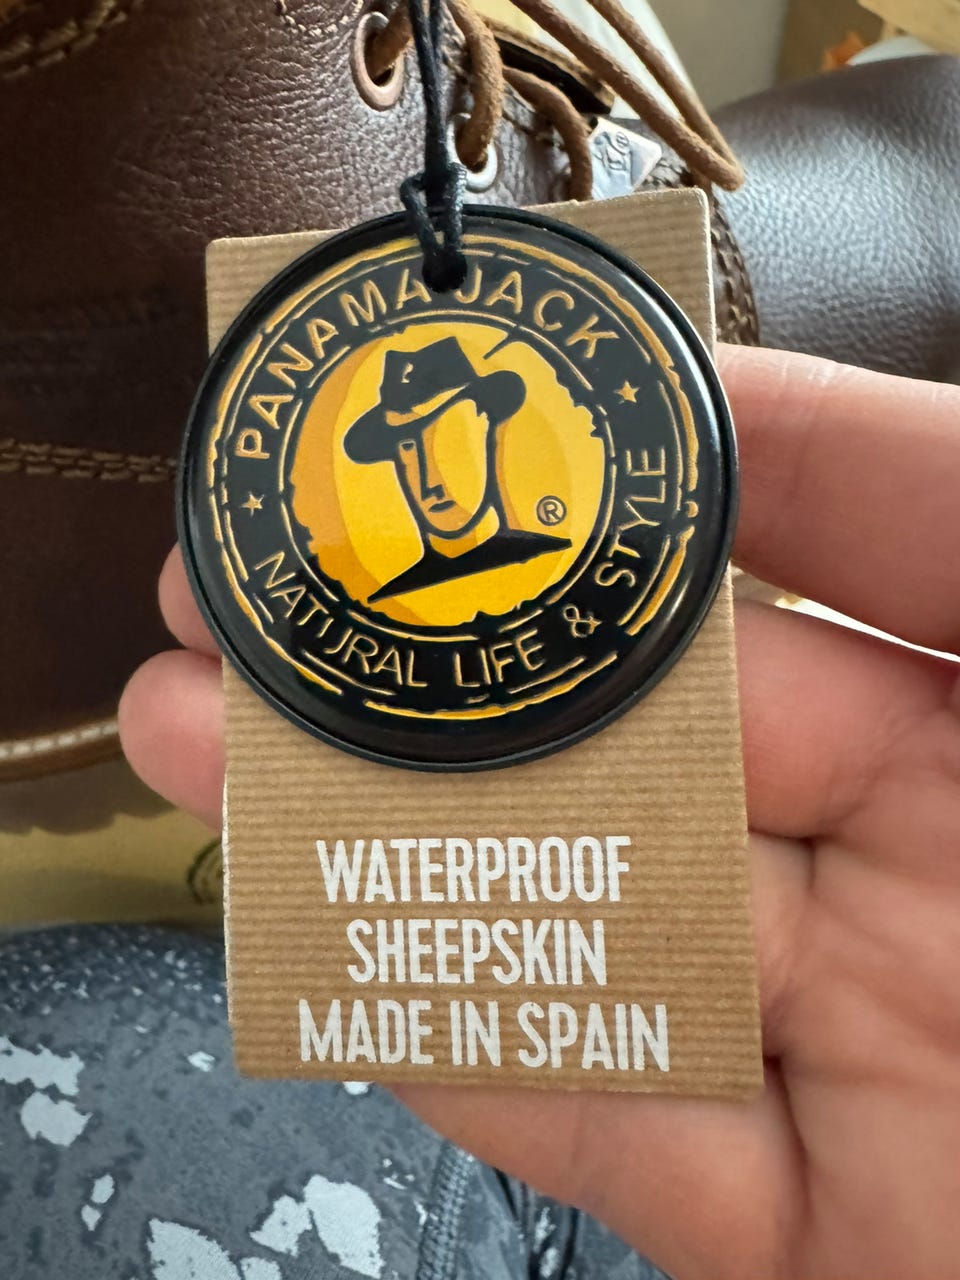 PANAMA JACK
NATURAL LIFE & STYLE
®
WATERPROOF
SHEEPSKIN
MADE IN SPAIN